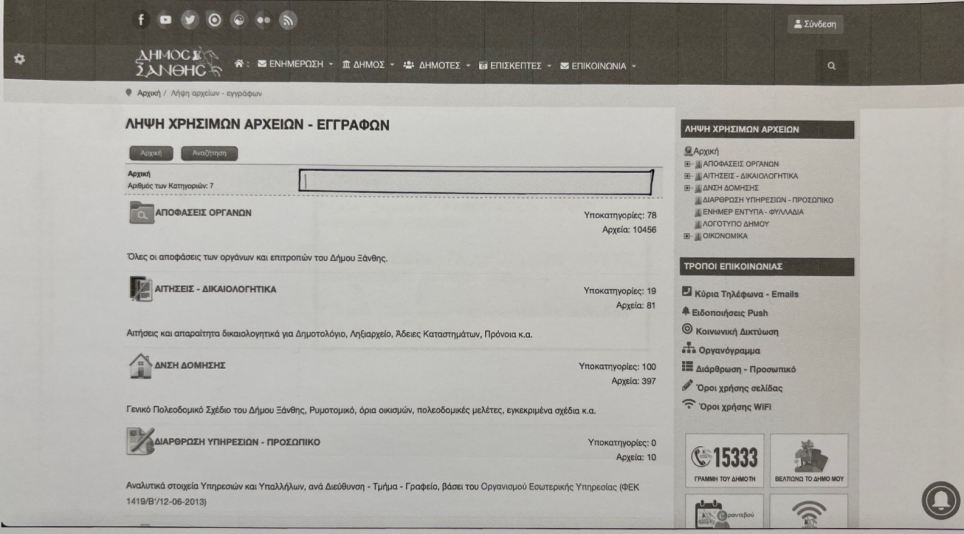 Σύνδεση
ΔΗΜΟΣ
ΞΑΝΘΗΣ
ΕΝΗΜΕΡΩΣΗ
ΔΗΜΟΣ
ΔΗΜΟΤΕΣ
ΕΠΙΣΚΕΠΤΕΣ
ΕΠΙΚΟΙΝΩΝΙΑ
Αρχική / Λήψη αρχείων - εγγράφων
ΛΗΨΗ ΧΡΗΣΙΜΩΝ ΑΡΧΕΙΩΝ - ΕΓΓΡΑΦΩΝ
Αρχική
Αναζήτηση
Αρχική
Αριθμός των Κατηγοριών: 7
ΑΠΟΦΑΣΕΙΣ ΟΡΓΑΝΩΝ
Υποκατηγορίες: 78
Αρχεία: 10456
Όλες οι αποφάσεις των οργάνων και επιτροπών του Δήμου Ξάνθης.
ΑΙΤΗΣΕΙΣ - ΔΙΚΑΙΟΛΟΓΗΤΙΚΑ
Υποκατηγορίες: 19
Αρχεία: 81
Αιτήσεις και απαραίτητα δικαιολογητικά για Δημοτολόγιο, Ληξιαρχείο, Άδειες Καταστημάτων, Πρόνοια κ.α.
ΔΝΣΗ ΔΟΜΗΣΗΣ
Υποκατηγορίες: 100
Αρχεία: 397
Γενικό Πολεοδομικό Σχέδιο του Δήμου Ξάνθης, Ρυμοτομικό, όρια οικισμών, πολεοδομικές μελέτες, εγκεκριμένα σχέδια κ.α.
ΔΙΑΡΘΡΩΣΗ ΥΠΗΡΕΣΙΩΝ - ΠΡΟΣΩΠΙΚΟ
Υποκατηγορίες: 0
Αρχεία: 10
Αναλυτικά στοιχεία Υπηρεσιών και Υπαλλήλων, ανά Διεύθυνση - Τμήμα - Γραφείο, βάσει του Οργανισμού Εσωτερικής Υπηρεσίας (ΦΕΚ
1419/Β'/12-06-2013)
ΛΗΨΗ ΧΡΗΣΙΜΩΝ ΑΡΧΕΙΩΝ
Αρχική
ΑΠΟΦΑΣΕΙΣ ΟΡΓΑΝΩΝ
ΑΙΤΗΣΕΙΣ - ΔΙΚΑΙΟΛΟΓΗΤΙΚΑ
ΔΝΣΗ ΔΟΜΗΣΗΣ
ΔΙΑΡΘΡΩΣΗ ΥΠΗΡΕΣΙΩΝ - ΠΡΟΣΩΠΙΚΟ
ΕΝΗΜΕΡ ΕΝΤΥΠΑ - ΦΥΛΛΑΔΙΑ
ΛΟΓΟΤΥΠΟ ΔΗΜΟΥ
ΟΙΚΟΝΟΜΙΚΑ
ΤΡΟΠΟΙ ΕΠΙΚΟΙΝΩΝΙΑΣ
Κύρια Τηλέφωνα - Emails
Ειδοποιήσεις Push
Κοινωνική Δικτύωση
Οργανόγραμμα
Διάρθρωση - Προσωπικό
Όροι χρήσης σελίδας
Όροι χρήσης WiFi
15333
ΓΡΑΜΜΗ ΤΟΥ ΔΗΜΟΤΗ
ΒΕΛΤΙΩΝΩ ΤΟ ΔΗΜΟ ΜΟΥ